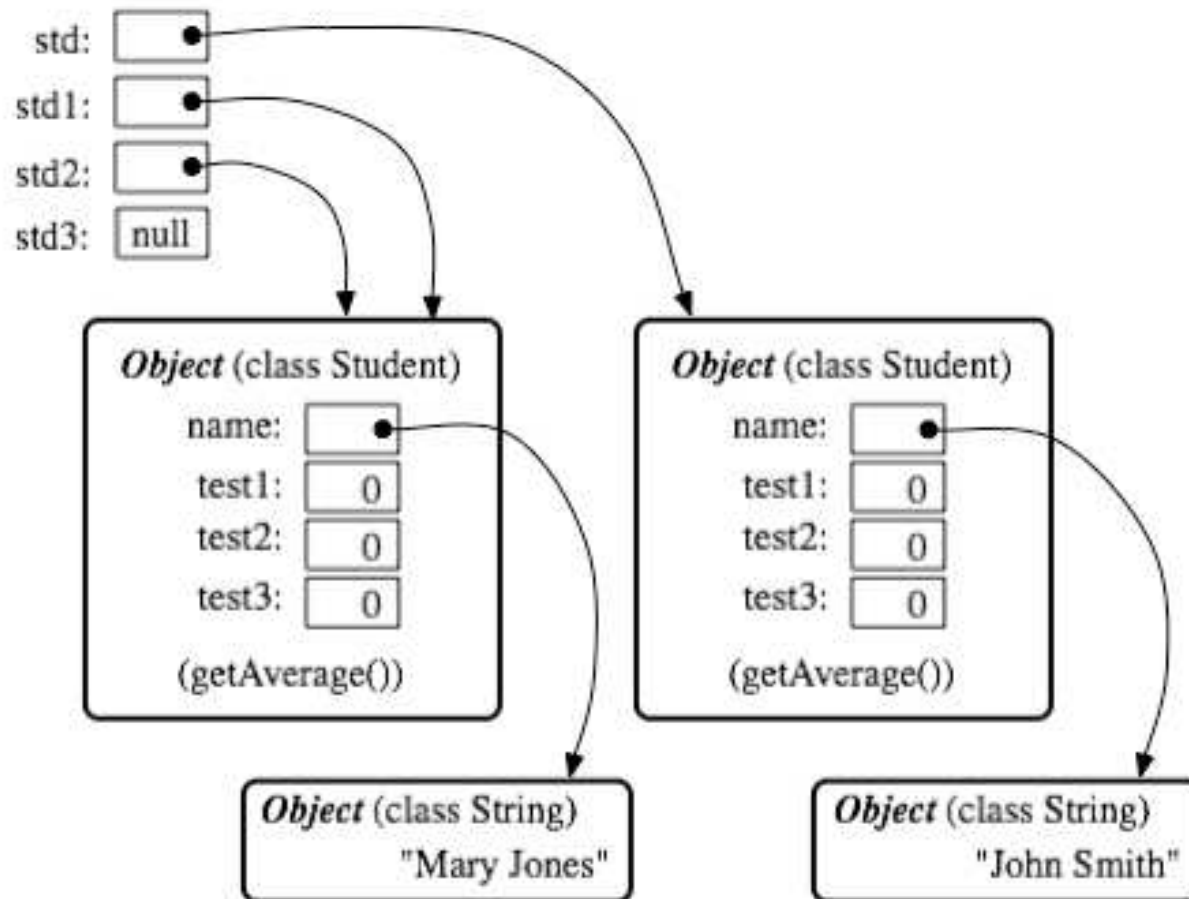 std:
std1:
std2:
std3: null
Object (class Student)
name:
test1: 0
test2: 0
test3: 0
(getAverage())
Object (class Student)
name:
test1: 0
test2: 0
test3: 0
(getAverage())
Object (class String)
"Mary Jones"
Object (class String)
"John Smith"